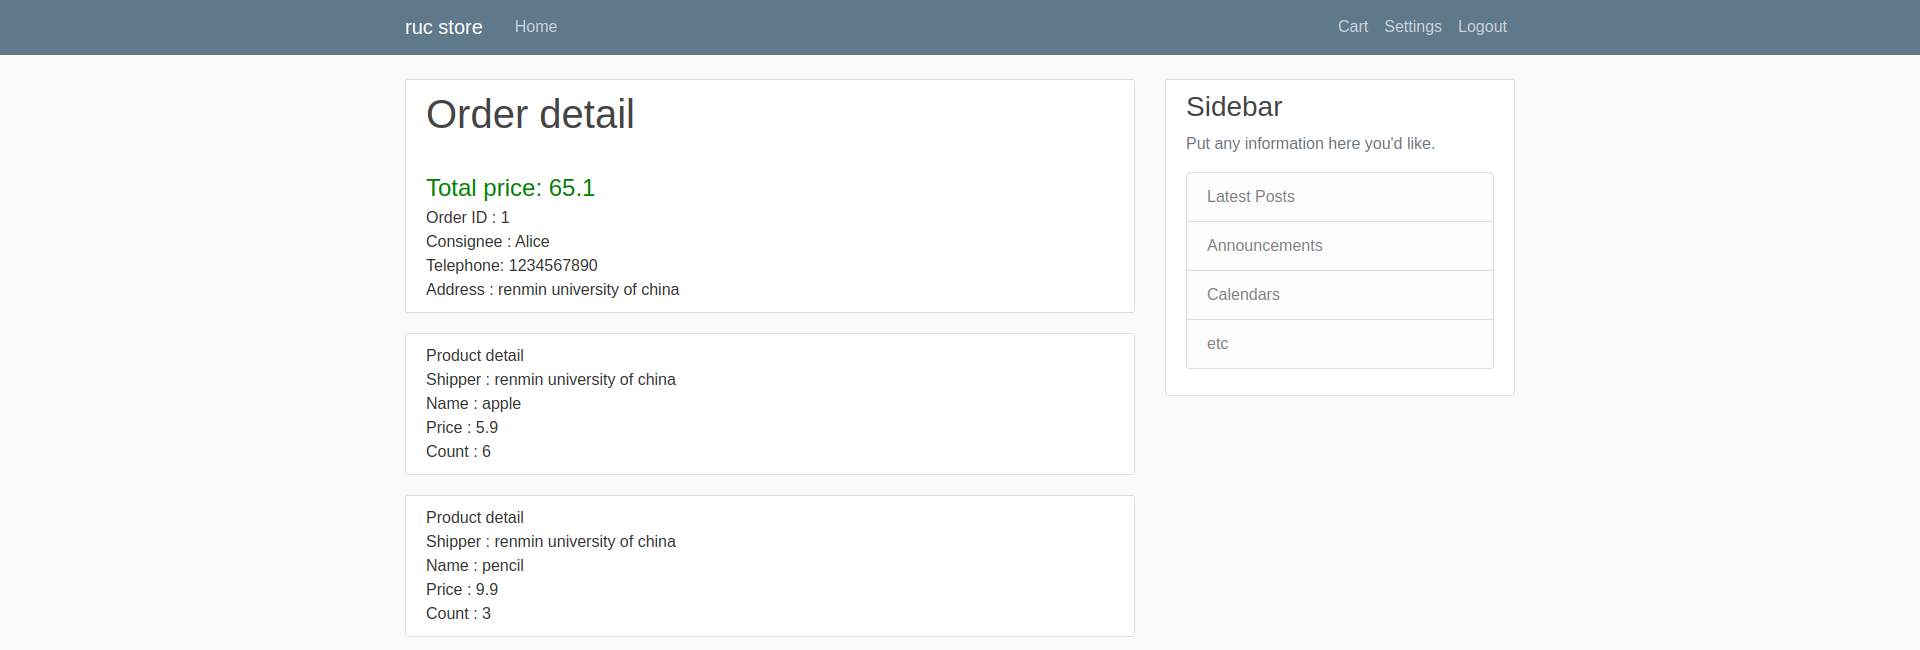 ruc store Home Cart Settings Logout
Order detail
Total price: 65.1
Order ID : 1
Consignee : Alice
Telephone: 1234567890
Address : renmin university of china
Product detail
Shipper : renmin university of china
Name : apple
Price : 5.9
Count : 6
Product detail
Shipper : renmin university of china
Name : pencil
Price : 9.9
Count : 3
Sidebar
Put any information here you'd like.
Latest Posts
Announcements
Calendars
etc